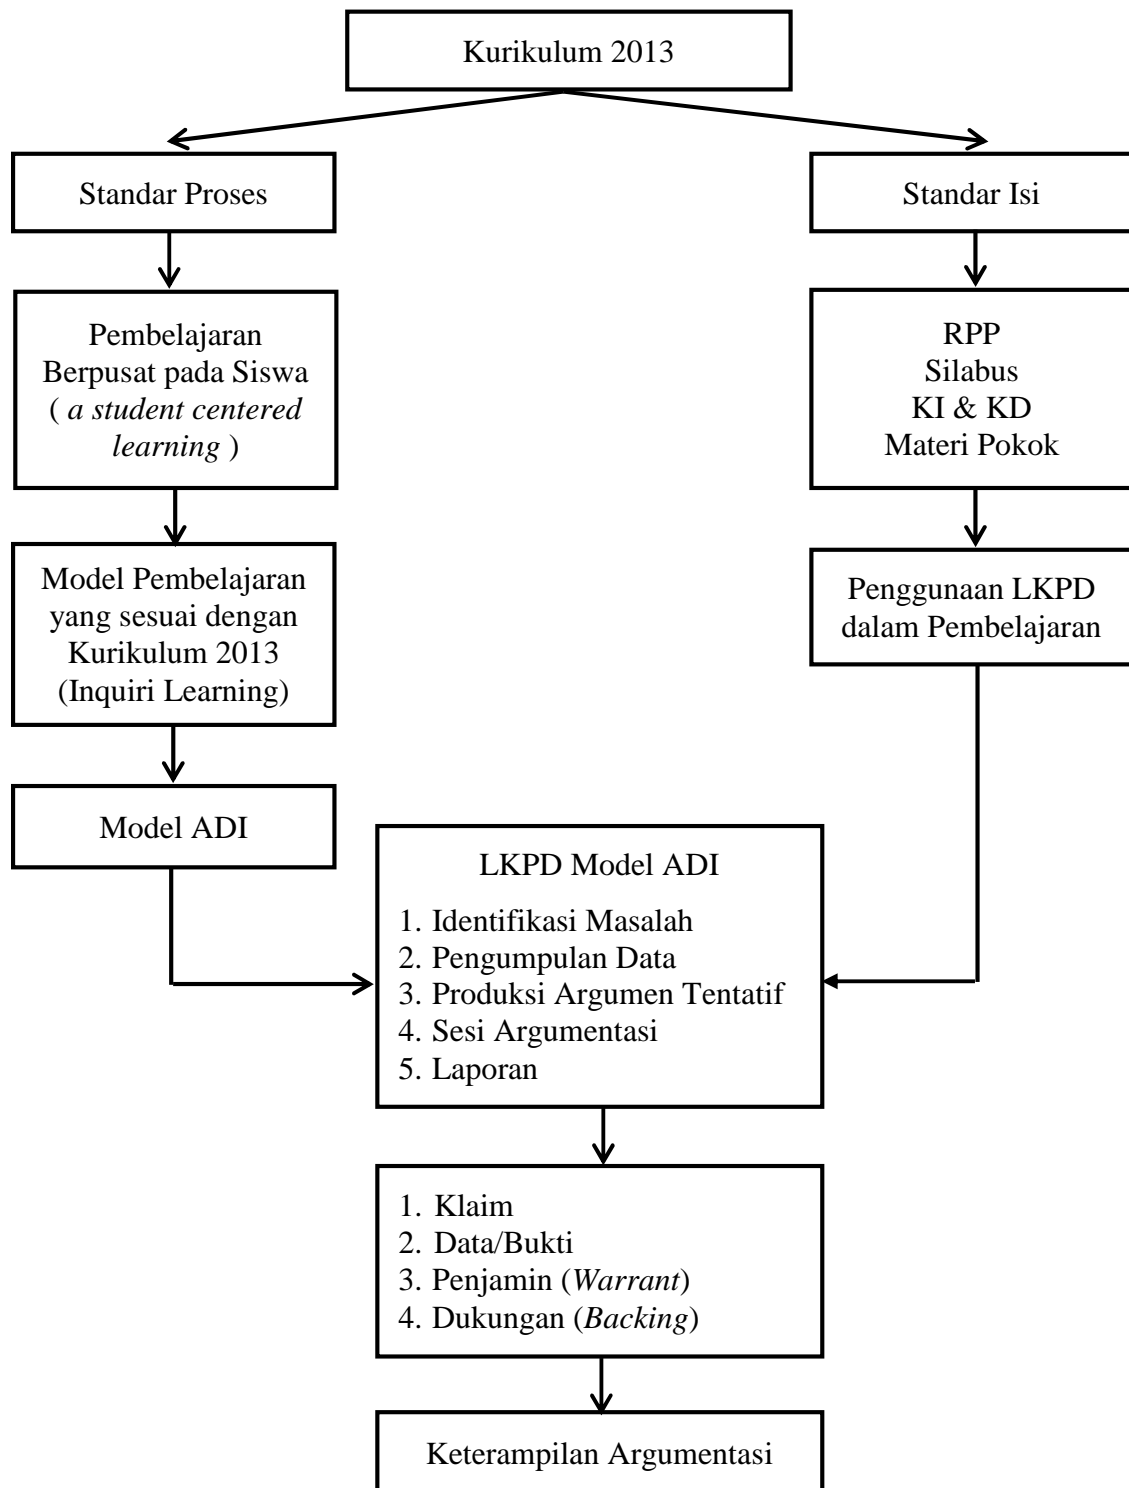 Kurikulum 2013
Standar Proses
Standar Isi
Pembelajaran
Berpusat pada Siswa
( a student centered
learning )
RPP
Silabus
KI & KD
Materi Pokok
Model Pembelajaran
yang sesuai dengan
Kurikulum 2013
(Inquiri Learning)
Penggunaan LKPD
dalam Pembelajaran
Model ADI
LKPD Model ADI
1. Identifikasi Masalah
2. Pengumpulan Data
3. Produksi Argumen Tentatif
4. Sesi Argumentasi
5. Laporan
1. Klaim
2. Data/Bukti
3. Penjamin (Warrant)
4. Dukungan (Backing)
Keterampilan Argumentasi